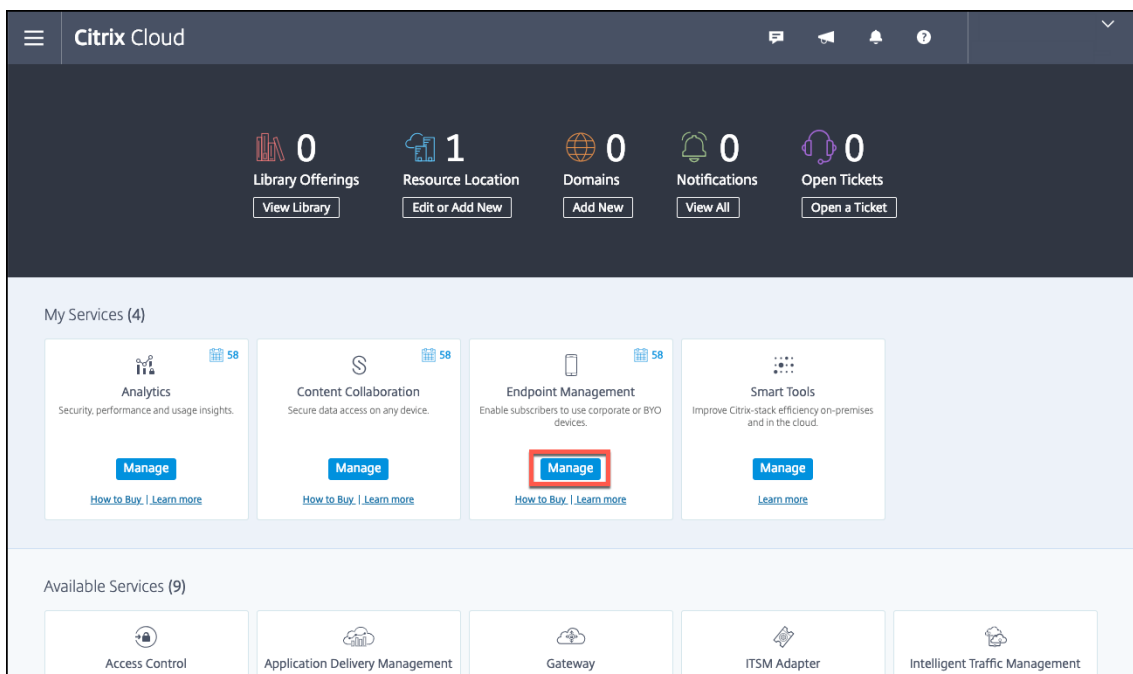 Citrix Cloud
0 1 0 0 0
Library Offerings Resource Location Domains Notifications Open Tickets
View Library Edit or Add New Add New View All Open a Ticket
My Services (4)
58 58 58
Analytics Content Collaboration Endpoint Management Smart Tools
Security, performance and usage insights. Secure data access on any device. Enable subscribers to use corporate or BYO Improve Citrix-stack efficiency on-premises
devices. and in the cloud.
Manage Manage Manage Manage
How to Buy | Learn more How to Buy | Learn more How to Buy | Learn more Learn more
Available Services (9)
Access Control Application Delivery Management Gateway ITSM Adapter Intelligent Traffic Management